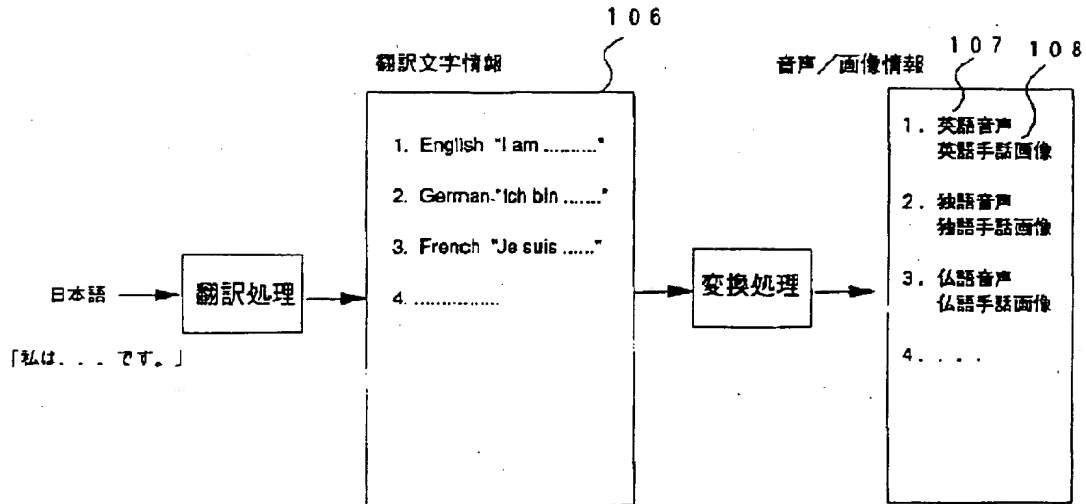 106
翻訳文字情報
1. English "I am .........."
2. German-"Ich bin ......."
3. French "Je suis ......"
4. ................
日本語
「私は. . . です。」
翻訳処理
変換処理
107
108
音声/画像情報
1. 英語音声
英語手話画像
2. 独語音声
独語手話画像
3. 仏語音声
仏語手話画像
4. . . .